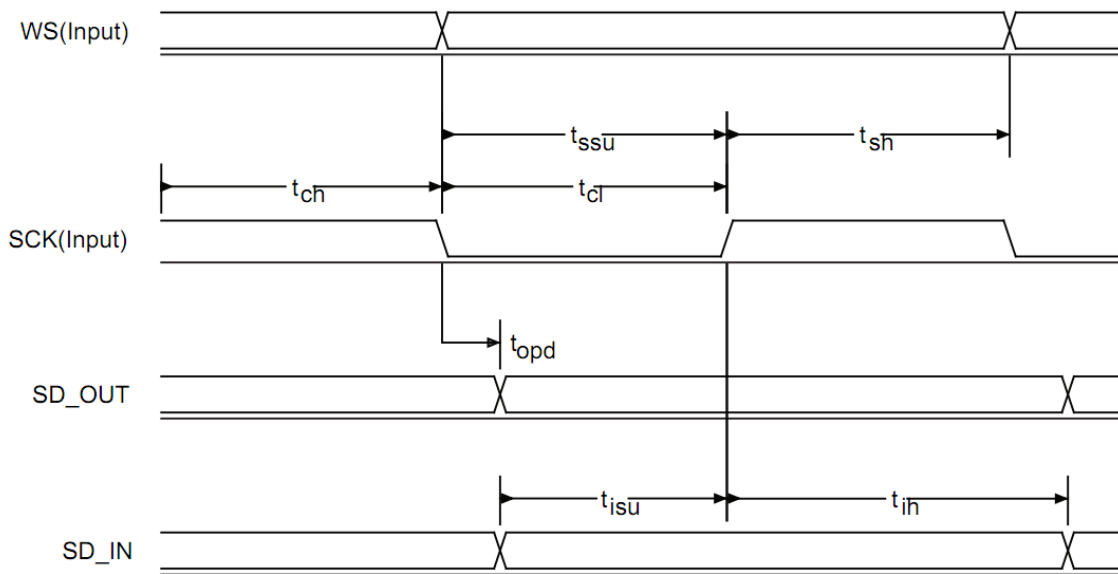 WS(Input)
tssu
tsh
tch
tcl
SCK(Input)
topd
SD_OUT
tisu
tih
SD_IN